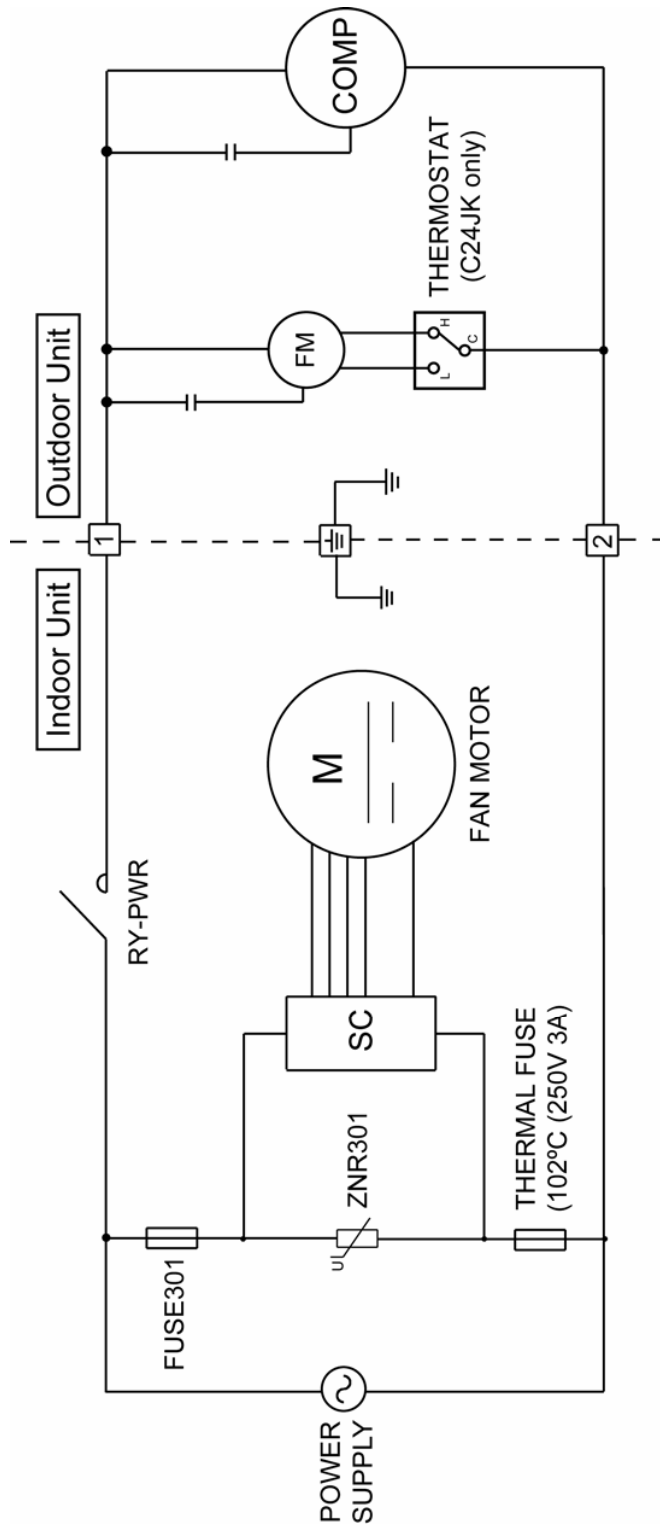 Indoor Unit
Outdoor Unit
1
RY-PWR
FUSE301
POWER
SUPPLY
U
ZNR301
SC
M
FAN MOTOR
THERMAL FUSE
(102ºC (250V 3A)
2
FM
L
H
C
THERMOSTAT
(C24JK only)
COMP